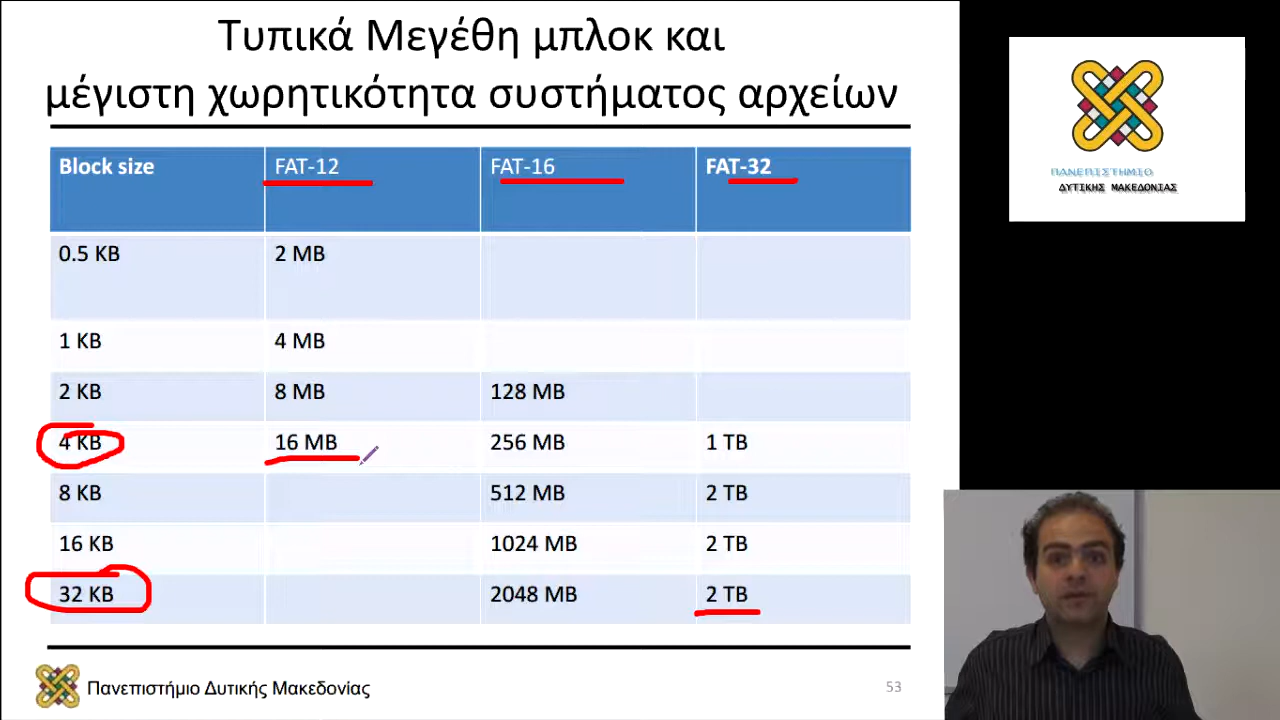 Τυπικά Μεγέθη μπλοκ και
μέγιστη χωρητικότητα συστήματος αρχείων
Block size FAT-12 FAT-16 FAT-32
0.5 KB 2 MB
1 KB 4 MB
2 KB 8 MB 128 MB
4 KB 16 MB 256 MB 1 TB
8 KB 512 MB 2 TB
16 KB 1024 MB 2 TB
32 KB 2048 MB 2 TB
Πανεπιστήμιο Δυτικής Μακεδονίας
53
ΠΑΝΕΠΙΣΤΗΜΙΟ
ΔΥΤΙΚΗΣ ΜΑΚΕΔΟΝΙΑΣ